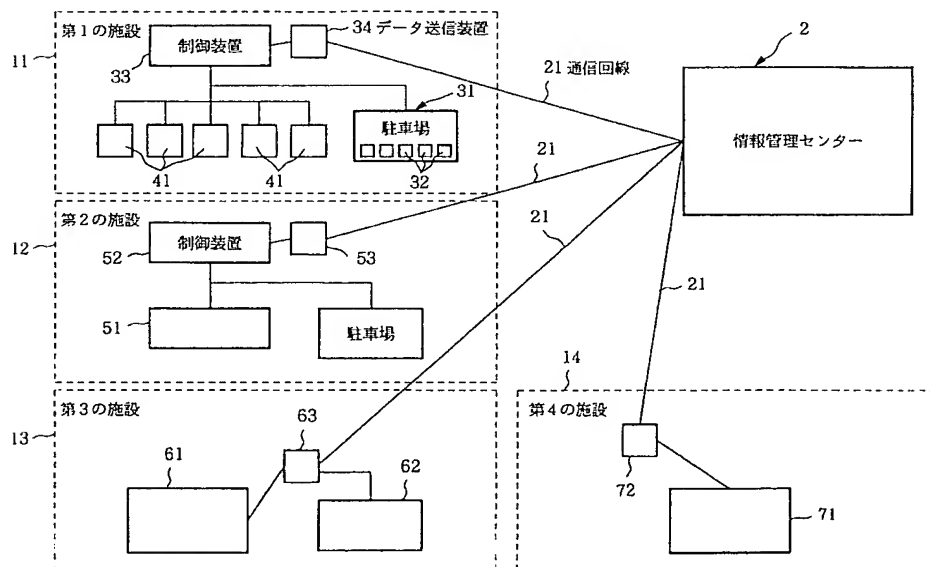 第1の施設
34 データ送信装置
制御装置
11
33
31
駐車場
41
41
32
2
21 通信回線
情報管理センター
21
21
21
第2の施設
12
制御装置
52
53
51
駐車場
第3の施設
13
63
61
62
14
第4の施設
72
71